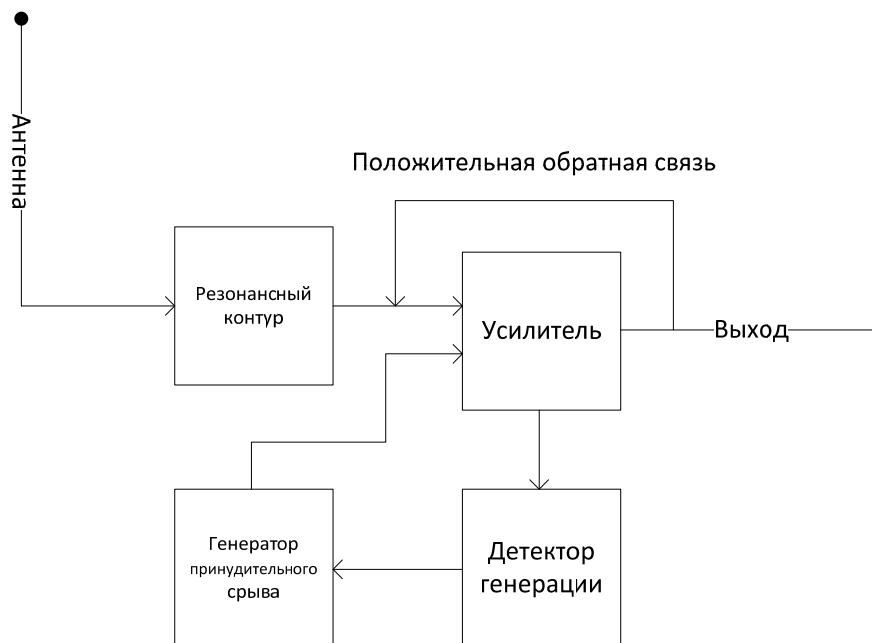 Антенна
Положительная обратная связь
Резонансный
контур
Усилитель
Выход
Генератор
принудительного
срыва
Детектор
генерации